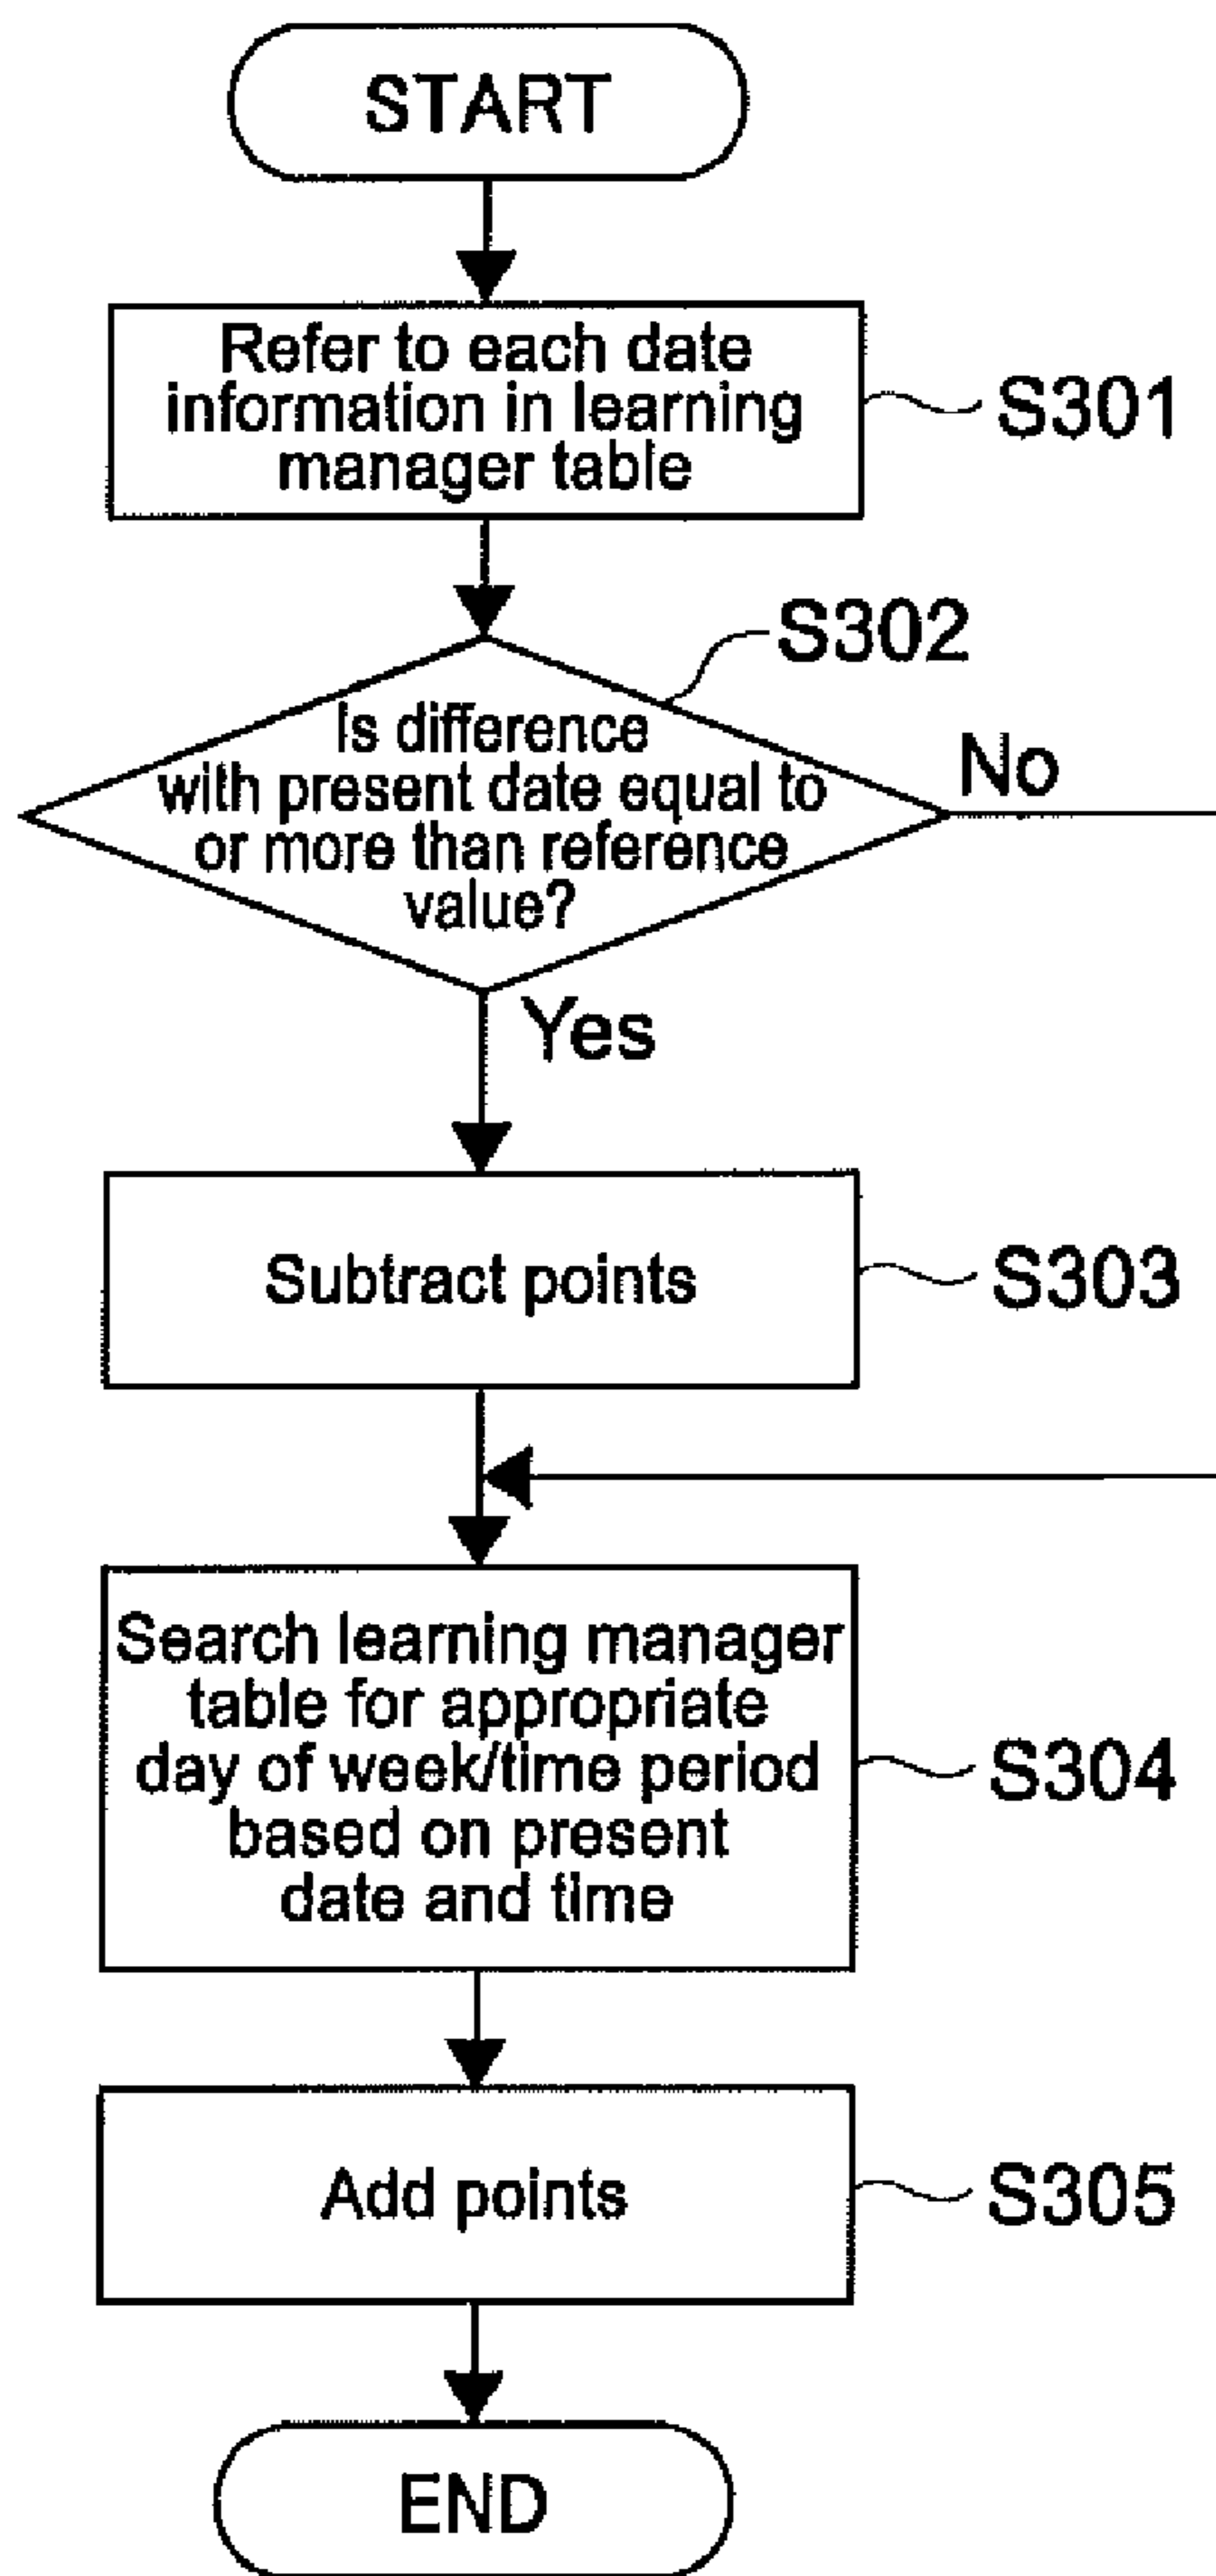 START
Refer to each date
information in learning
manager table
S301
S302
Is difference
with present date equal to
or more than reference
value?
No
Yes
Subtract points
S303
Search learning manager
table for appropriate
day of week/time period
based on present
date and time
S304
Add points
S305
END